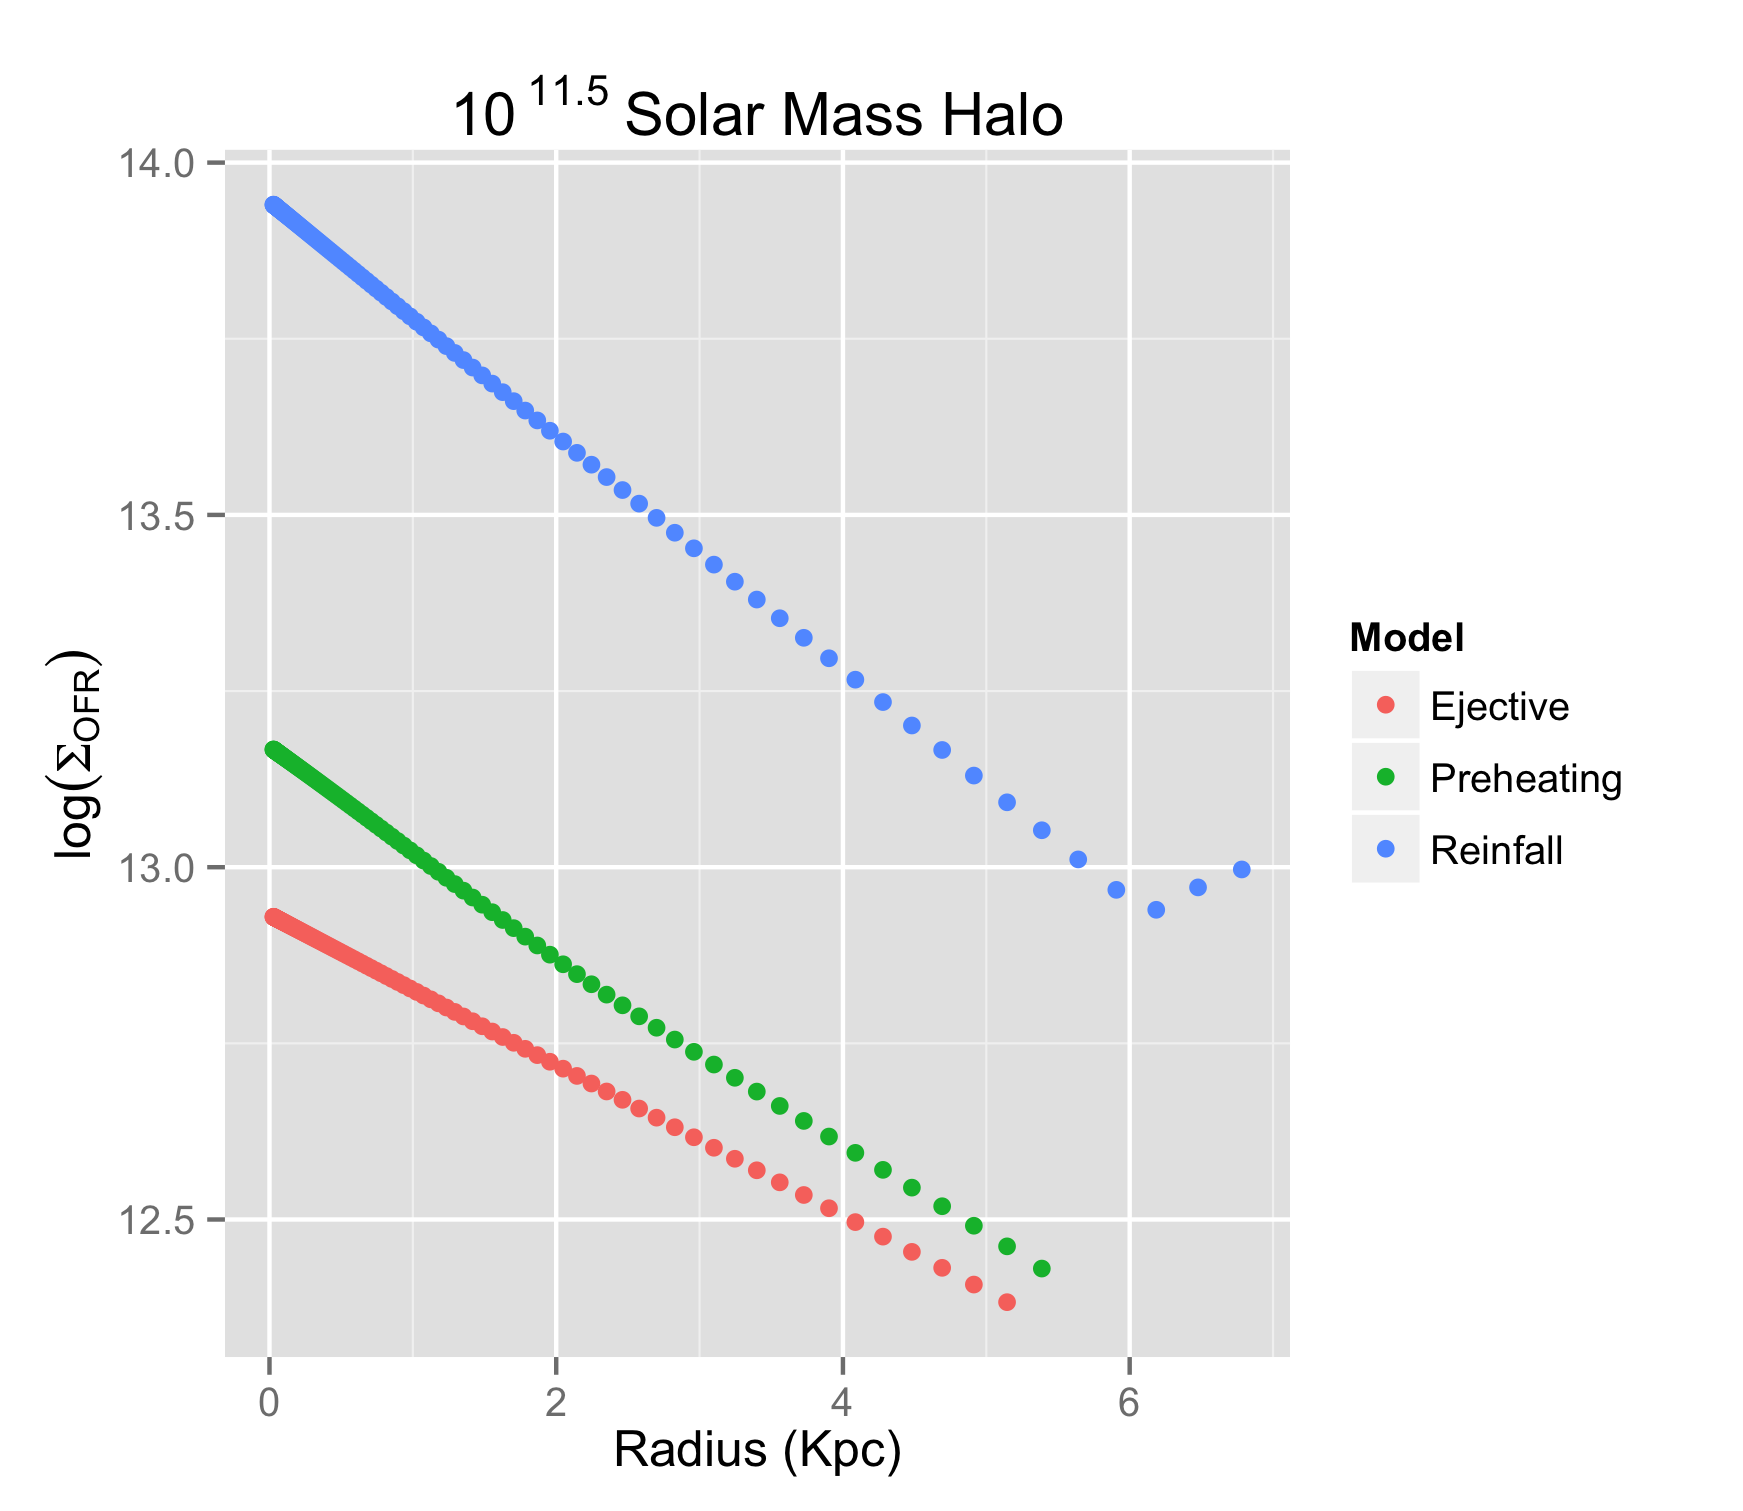 10 11.5 Solar Mass Halo
14.0
13.5
13.0
12.5
log(ΣOFR)
0 2 4 6
Radius (Kpc)
Model
Ejective
Preheating
Reinfall